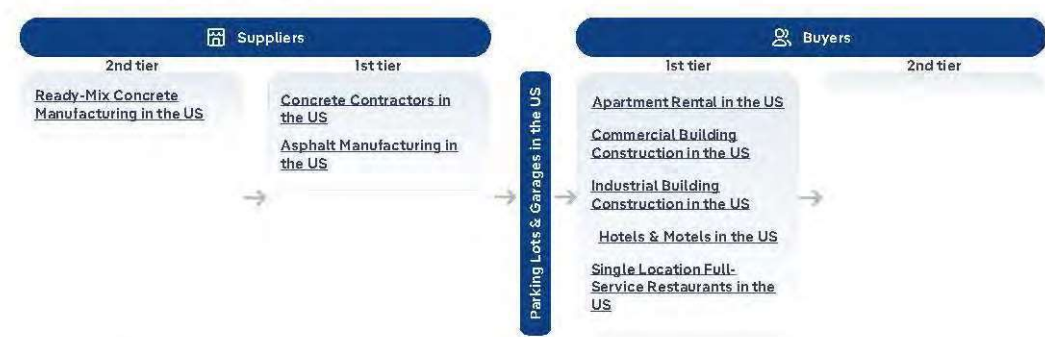 Suppliers
2nd tier
1st tier
Ready-Mix Concrete
Manufacturing in the US
Concrete Contractors in
the US
Asphalt Manufacturing in
the US
Parking Lots & Garages in the US
Buyers
1st tier
2nd tier
Apartment Rental in the US
Commercial Building
Construction in the US
Industrial Building
Construction in the US
Hotels & Motels in the US
Single Location Full-
Service Restaurants in the
US